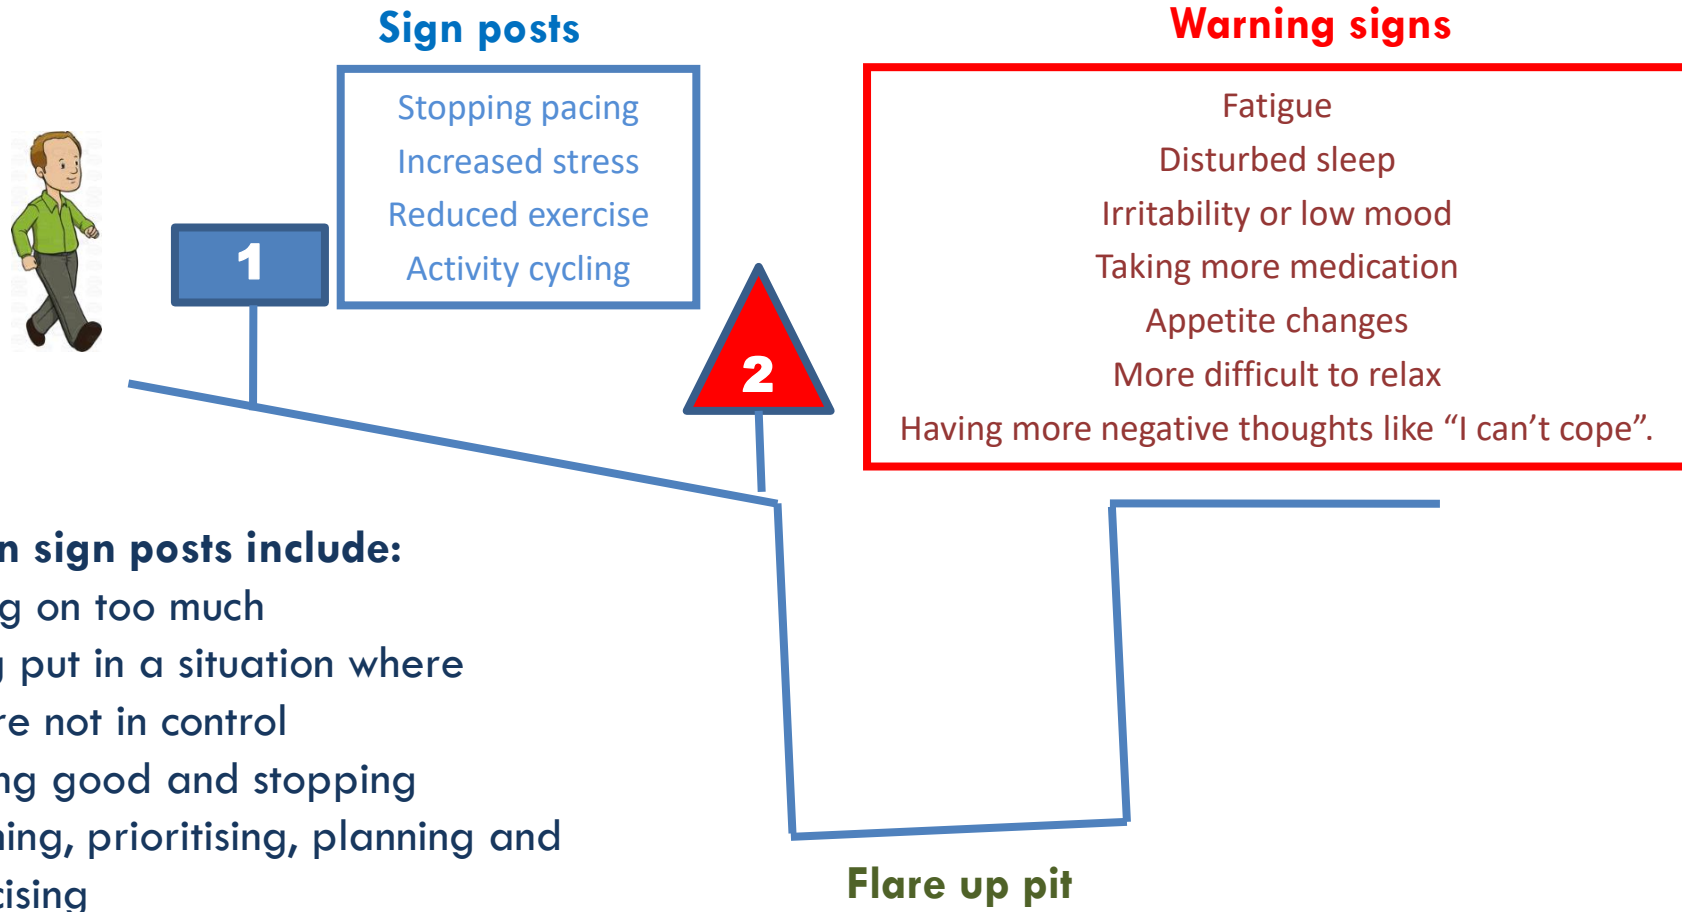 Sign posts
Stopping pacing
Increased stress
Reduced exercise
Activity cycling
1
Warning signs
Fatigue
Disturbed sleep
Irritability or low mood
Taking more medication
Appetite changes
More difficult to relax
Having more negative thoughts like “I can’t cope”.
2
sign posts include:
on too much
put in a situation where
not in control
good and stopping
prioritising, planning and
Flare up pit